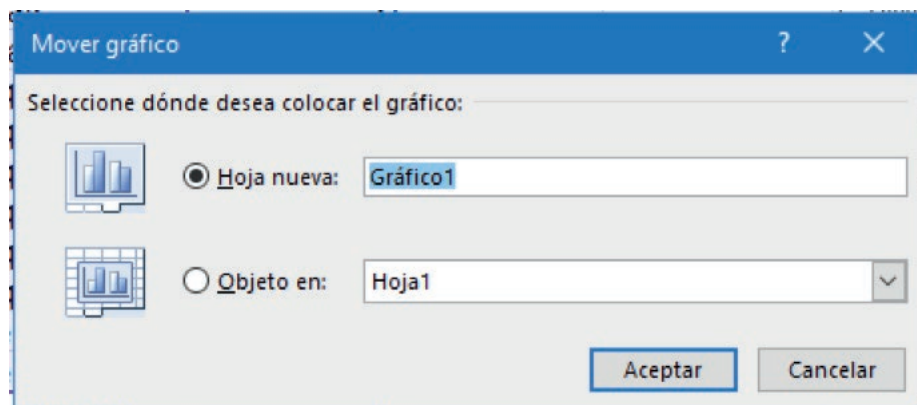 Mover gráfico ?
Seleccione dónde desea colocar el gráfico:
Hoja nueva: Gráfico1
Objeto en: Hoja1
Aceptar Cancelar